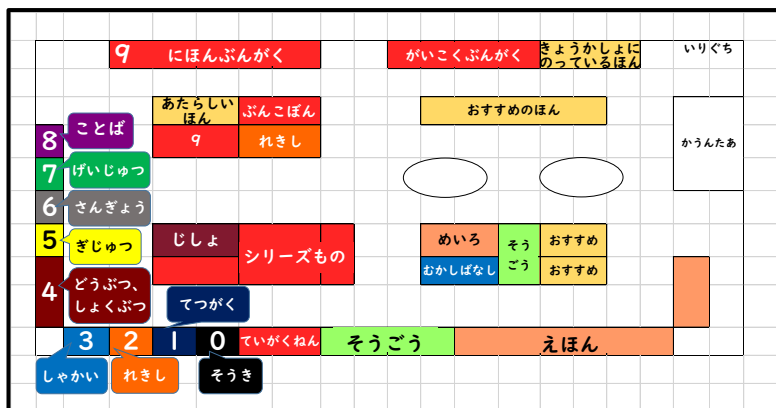 9 にほんぶんがく
がいこくぶんがく
きょうかしょに
のっているほん
いりぐち
あたらしい
ほん
ぶんこぼん
おすすめのほん
9
れきし
かうんたあ
8
ことば
7
げいじゅつ
6
さんぎょう
5
ぎじゅつ
じしょ
シリーズもの
めいろ
そう
ごう
おすすめ
むかしばなし
おすすめ
4
どうぶつ、
しょくぶつ
てつがく
3
2
1
0
ていがくねん
そうごう
えほん
しゃかい
れきし
そうき